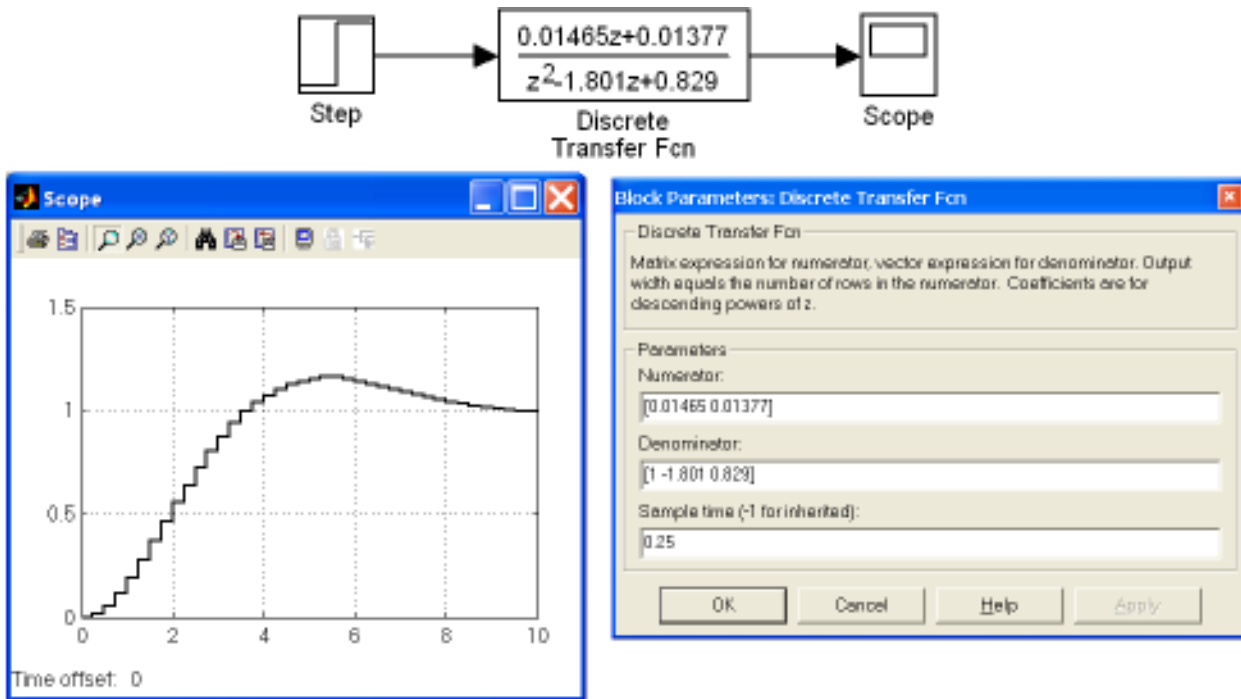 0.01465z+0.01377
z2-1.801z+0.829
Step
Discrete
Transfer Fcn
Scope
Scope
1.5
1
0.5
0
0 2 4 6 8 10
Time offset: 0
Block Parameters: Discrete Transfer Fcn
Discrete Transfer Fcn
Matrix expression for numerator, vector expression for denominator. Output
width equals the number of rows in the numerator. Coefficients are for
descending powers of z.
Parameters
Numerator:
[0.01465 0.01377]
Denominator:
[1 -1.801 0.829]
Sample time (-1 for inherited):
0.25
OK Cancel Help Apply